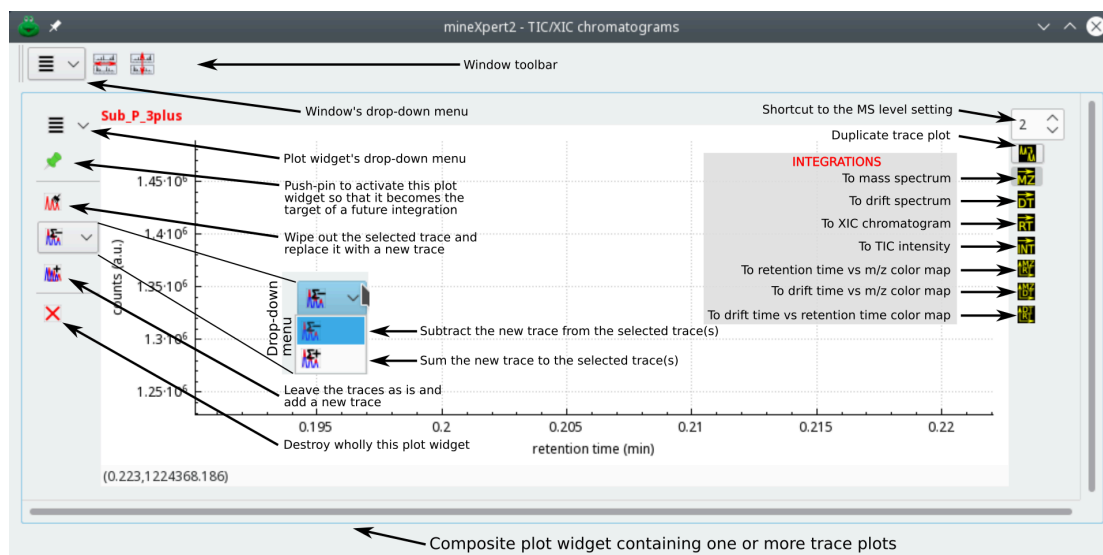 mineXpert2 - TIC/XIC chromatograms
Window toolbar
Window's drop-down menu
Shortcut to the MS level setting
2
Sub_P_3plus
Duplicate trace plot
Plot widget's drop-down menu
INTEGRATIONS
Push-pin to activate this plot
widget so that it becomes the
target of a future integration
To mass spectrum
MZ
To drift spectrum
DT
To XIC chromatogram
RT
To TIC intensity
INT
To retention time vs m/z color map
To drift time vs m/z color map
To drift time vs retention time color map
Wipe out the selected trace and
replace it with a new trace
1.45·10⁶
1.4·10⁶
1.35·10⁶
1.3·10⁶
1.25·10⁶
counts (a.u.)
Drop-down
menu
Subtract the new trace from the selected trace(s)
Sum the new trace to the selected trace(s)
Leave the traces as is and
add a new trace
Destroy wholly this plot widget
0.195 0.2 0.205 0.21 0.215 0.22
retention time (min)
(0.223,1224368.186)
Composite plot widget containing one or more trace plots